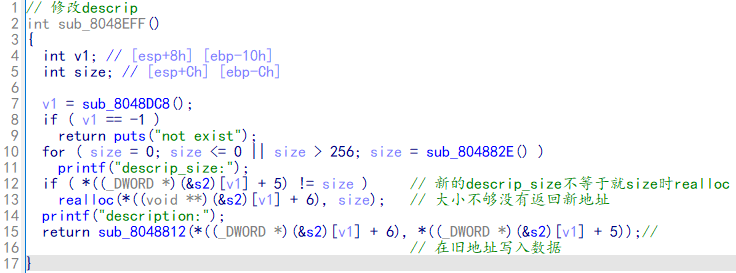 1 // 修改descrip
2 int sub_8048EFF()
3 {
4 int v1; // [esp+8h] [ebp-10h]
5 int size; // [esp+Ch] [ebp-Ch]
6
7 v1 = sub_8048DC8();
8 if ( v1 == -1 )
9 return puts("not exist");
10 for ( size = 0; size <= 0 || size > 256; size = sub_804882E() )
11 printf("descrip_size:");
12 if ( *((_DWORD *)(&s2)[v1] + 5) != size ) // 新的descrip_size不等于就size时realloc
13 realloc(*((void **)(&s2)[v1] + 6), size); // 大小不够没有返回新地址
14 printf("description:");
15 return sub_8048812(*((_DWORD *)(&s2)[v1] + 6), *((_DWORD *)(&s2)[v1] + 5));//
16 // 在旧地址写入数据
17 }